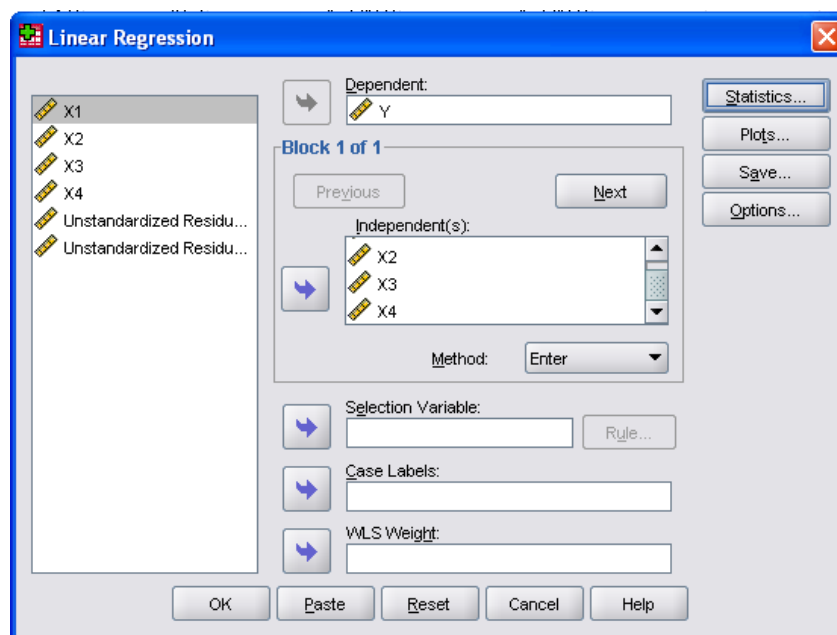 Linear Regression
X1
X2
X3
X4
Unstandardized Residu...
Unstandardized Residu...
Dependent:
Y
Block 1 of 1
Previous
Next
Independent(s):
X2
X3
X4
Method:
Enter
Selection Variable:
Rule...
Case Labels:
WLS Weight:
Statistics...
Plots...
Save...
Options...
OK
Paste
Reset
Cancel
Help